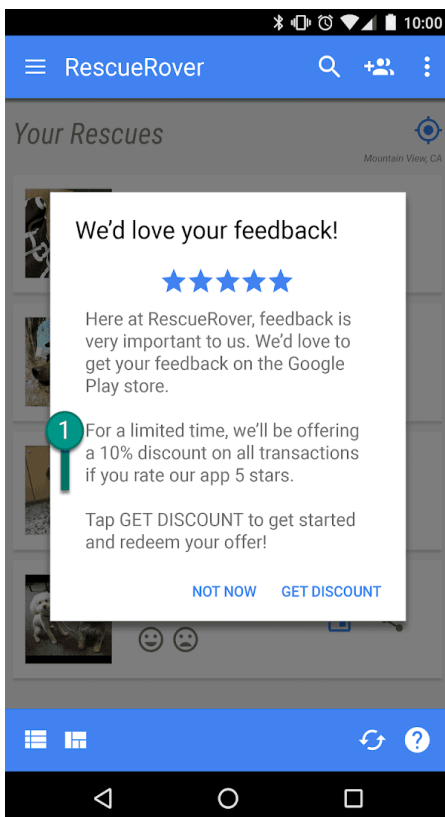 10:00
RescueRover
Your Rescues
Mountain View, CA
We’d love your feedback!
Here at RescueRover, feedback is
very important to us. We’d love to
get your feedback on the Google
Play store.
1
For a limited time, we’ll be offering
a 10% discount on all transactions
if you rate our app 5 stars.
Tap GET DISCOUNT to get started
and redeem your offer!
NOT NOW GET DISCOUNT